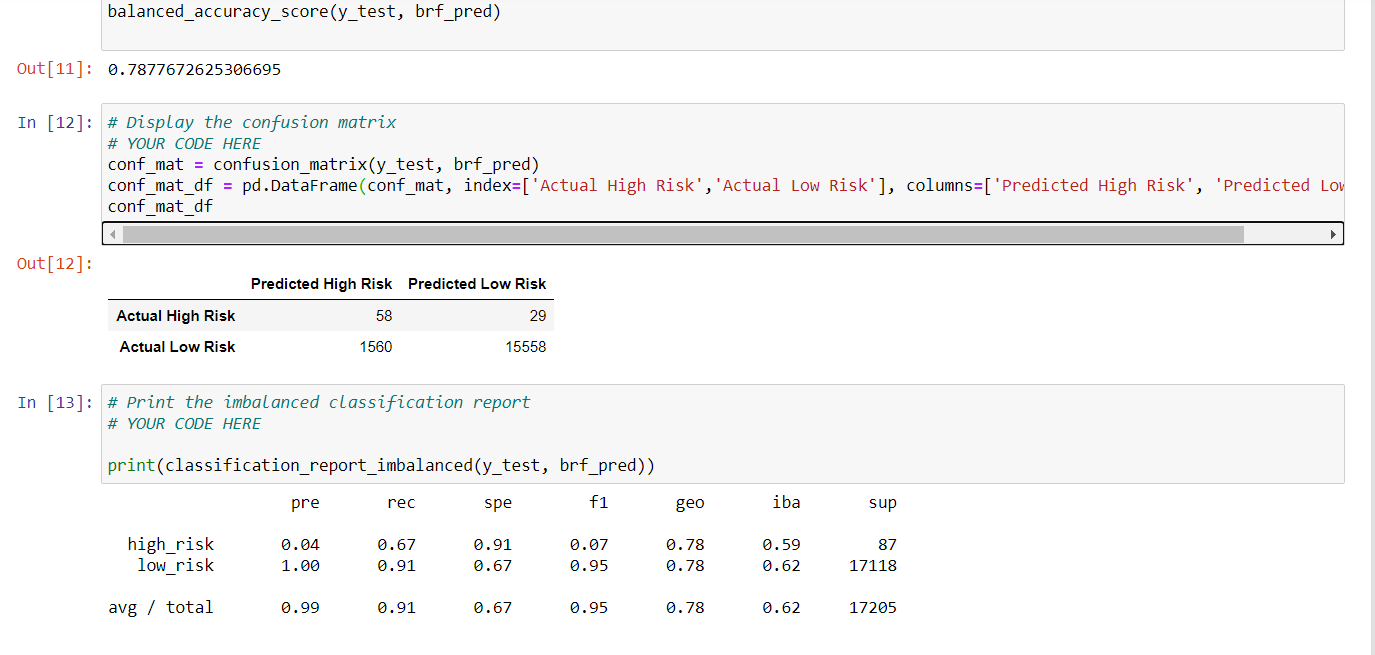 balanced_accuracy_score(y_test, brf_pred)
Out[11]: 0.7877672625306695
In [12]: # Display the confusion matrix
# YOUR CODE HERE
conf_mat = confusion_matrix(y_test, brf_pred)
conf_mat_df = pd.DataFrame(conf_mat, index=['Actual High Risk','Actual Low Risk'], columns=['Predicted High Risk', 'Predicted Low
conf_mat_df
Out[12]:
Predicted High Risk Predicted Low Risk
Actual High Risk 58 29
Actual Low Risk 1560 15558
In [13]: # Print the imbalanced classification report
# YOUR CODE HERE
print(classification_report_imbalanced(y_test, brf_pred))
pre rec spe f1 geo iba sup
high_risk 0.04 0.67 0.91 0.07 0.78 0.59 87
low_risk 1.00 0.91 0.67 0.95 0.78 0.62 17118
avg / total 0.99 0.91 0.67 0.95 0.78 0.62 17205